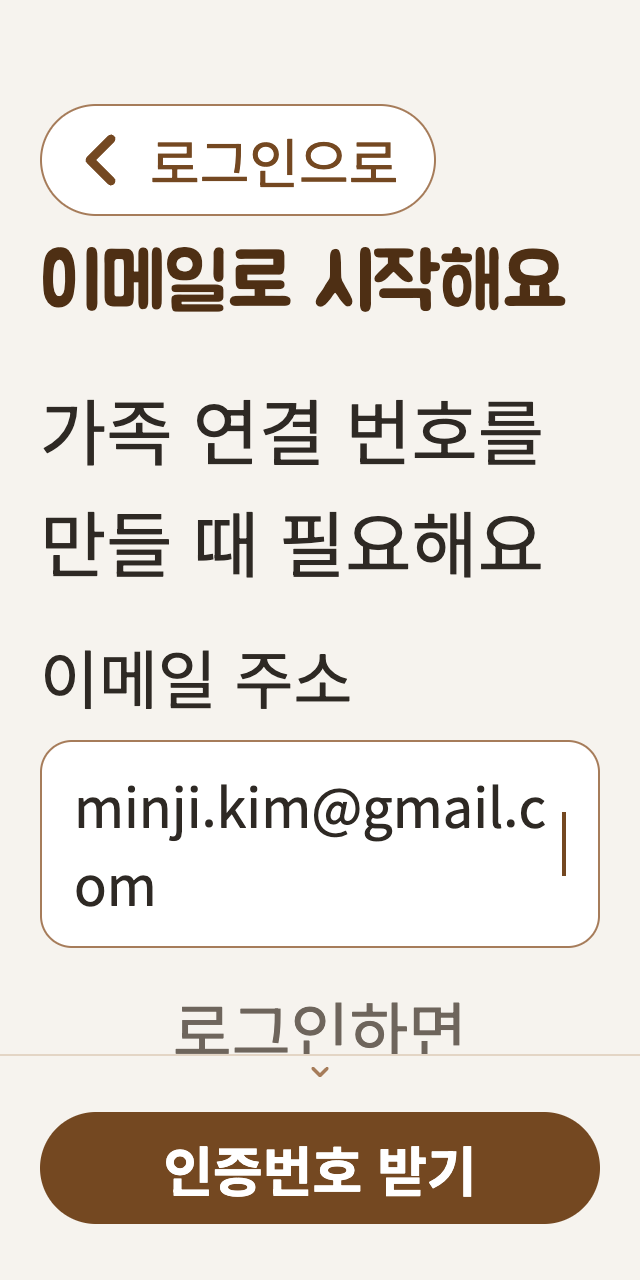 로그인으로
이메일로 시작해요
가족 연결 번호를
만들 때 필요해요
이메일 주소
minji.kim@gmail.c
om
로그인하면
인증번호 받기